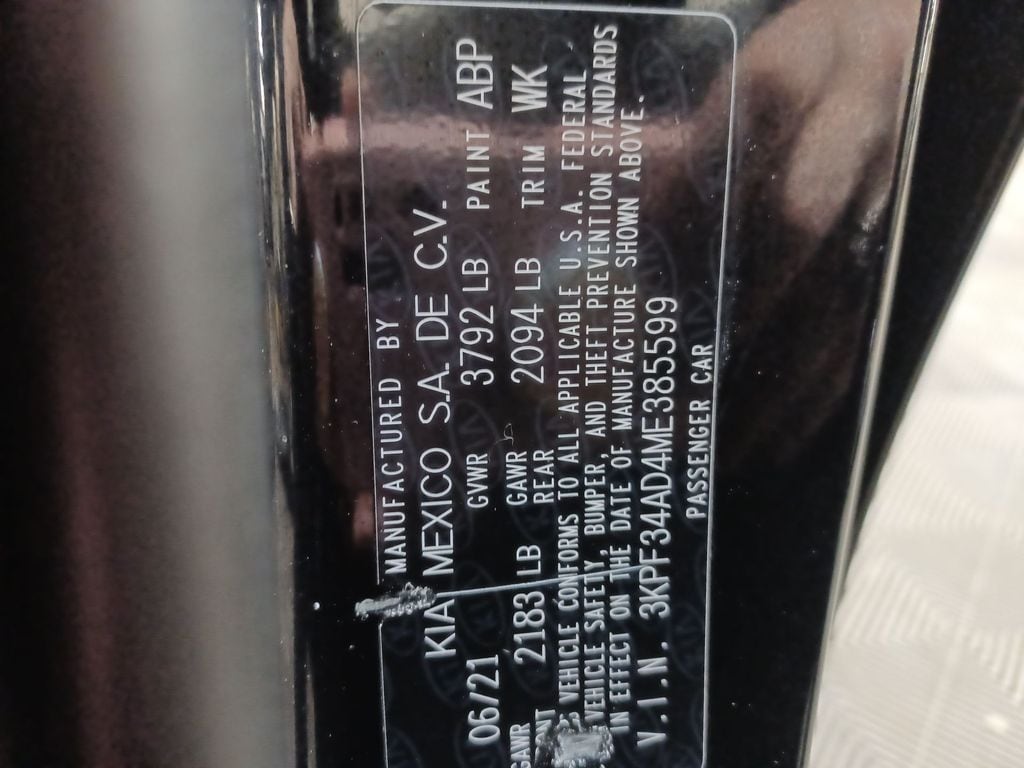 MANUFACTURED BY
KIA MEXICO S.A. DE C.V.
06/21 GVWR 3792 LB PAINT ABP
GAWR FRONT 2183 LB GAWR REAR 2094 LB TRIM WK
VEHICLE CONFORMS TO ALL APPLICABLE U.S.A. FEDERAL
VEHICLE SAFETY, BUMPER, AND THEFT PREVENTION STANDARDS
IN EFFECT ON THE DATE OF MANUFACTURE SHOWN ABOVE.
V.I.N. 3KPF34AD4ME385599
PASSENGER CAR